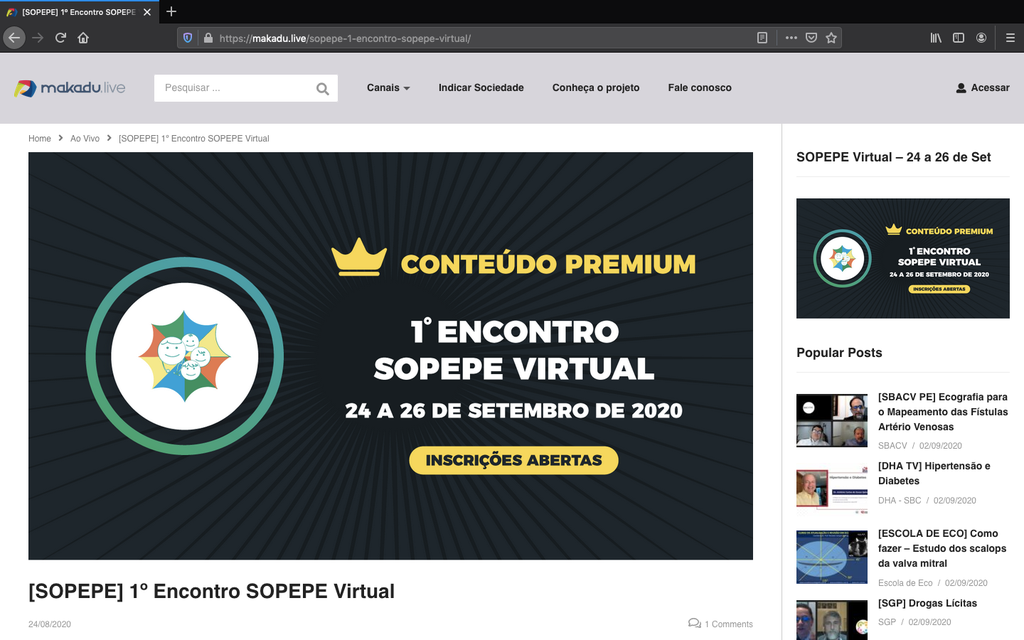 [SOPEPE] 1º Encontro SOPEPE
https://makadu.live/sopepe-1-encontro-sopepe-virtual/
makadu.live
Pesquisar ...
Canais
Indicar Sociedade
Conheça o projeto
Fale conosco
Acessar
Home > Ao Vivo > [SOPEPE] 1º Encontro SOPEPE Virtual
CONTEÚDO PREMIUM
1º ENCONTRO
SOPEPE VIRTUAL
24 A 26 DE SETEMBRO DE 2020
INSCRIÇÕES ABERTAS
[SOPEPE] 1º Encontro SOPEPE Virtual
24/08/2020
1 Comments
SOPEPE Virtual – 24 a 26 de Set
CONTEÚDO PREMIUM
1º ENCONTRO
SOPEPE VIRTUAL
24 A 26 DE SETEMBRO DE 2020
INSCRIÇÕES ABERTAS
Popular Posts
[SBACV PE] Ecografia para
o Mapeamento das Fístulas
Artério Venosas
SBACV / 02/09/2020
[DHA TV] Hipertensão e
Diabetes
DHA - SBC / 02/09/2020
[ESCOLA DE ECO] Como
fazer – Estudo dos scalops
da valva mitral
Escola de Eco / 02/09/2020
[SGP] Drogas Lícitas
SGP / 02/09/2020